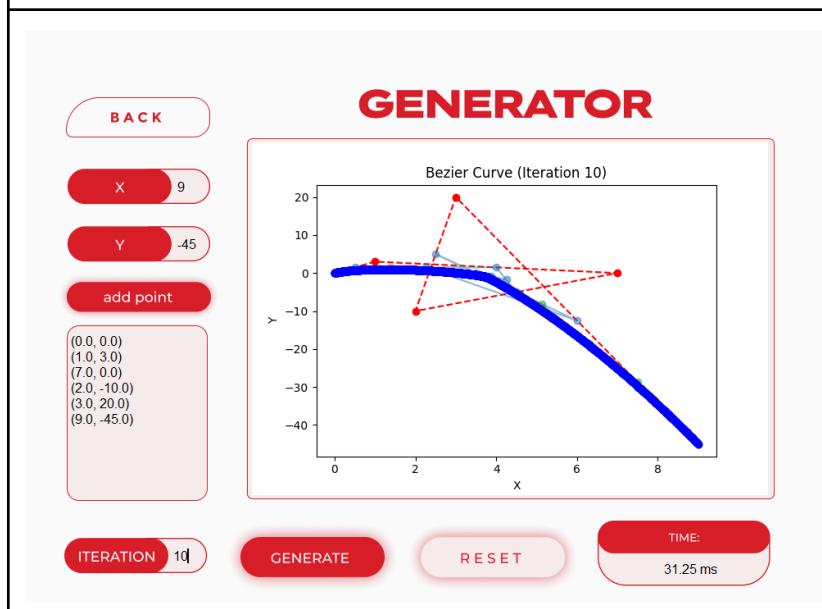 GENERATOR
BACK
X 9
Y -45
add point
(0.0, 0.0)
(1.0, 3.0)
(7.0, 0.0)
(2.0, -10.0)
(3.0, 20.0)
(9.0, -45.0)
Bezier Curve (Iteration 10)
20
10
0
−10
−20
−30
−40
Y
0 2 4 6 8
X
ITERATION 10
GENERATE
RESET
TIME:
31.25 ms